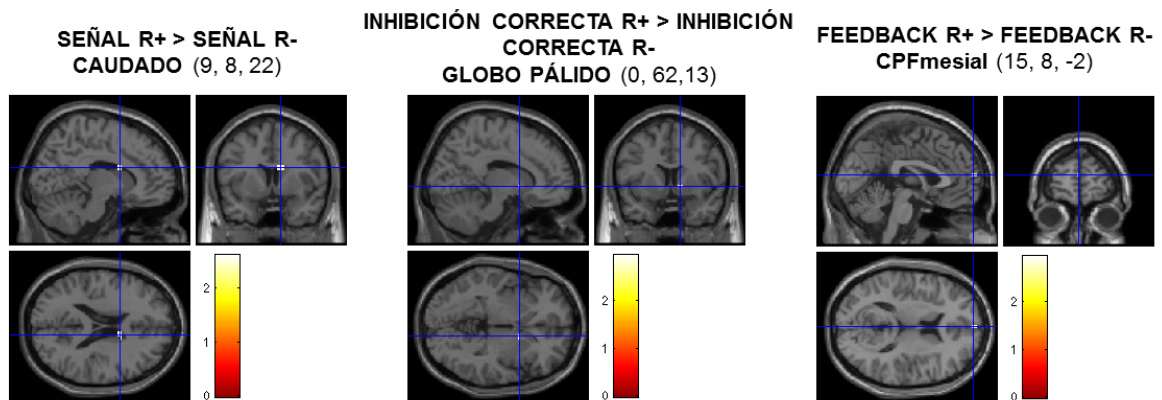 SEÑAL R+ > SEÑAL R-
CAUDADO (9, 8, 22)
INHIBICIÓN CORRECTA R+ > INHIBICIÓN
CORRECTA R-
GLOBO PÁLIDO (0, 62,13)
FEEDBACK R+ > FEEDBACK R-
CPFmesial (15, 8, -2)
2
1
0
2
1
0
2
1
0